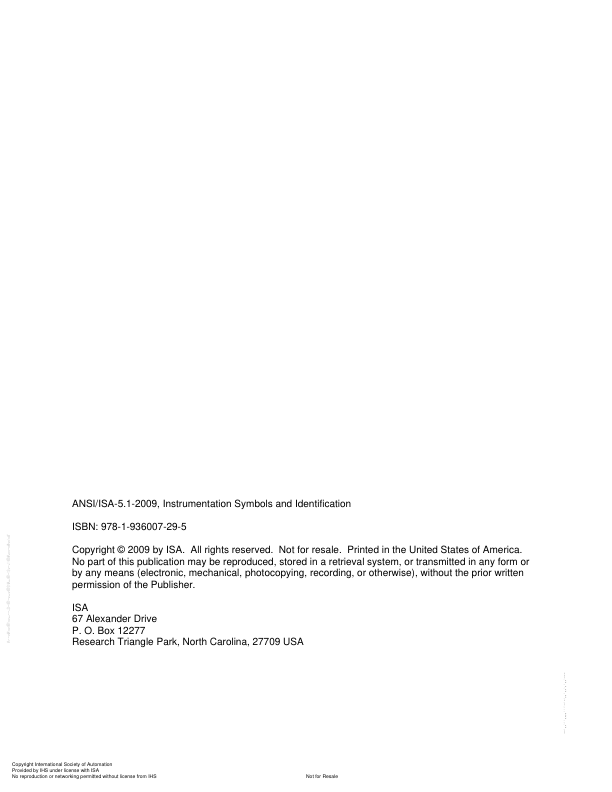 ANSI/ISA-5.1-2009, Instrumentation Symbols and Identification
ISBN: 978-1-936007-29-5
Copyright © 2009 by ISA.  All rights reserved.  Not for resale.  Printed in the United States of America.
No part of this publication may be reproduced, stored in a retrieval system, or transmitted in any form or
by any means (electronic, mechanical, photocopying, recording, or otherwise), without the prior written
permission of the Publisher.
ISA
67 Alexander Drive
P. O. Box 12277
Research Triangle Park, North Carolina, 27709 USA
Copyright International Society of Automation
Provided by IHS under license with ISA
No reproduction or networking permitted without license from IHS
Not for Resale